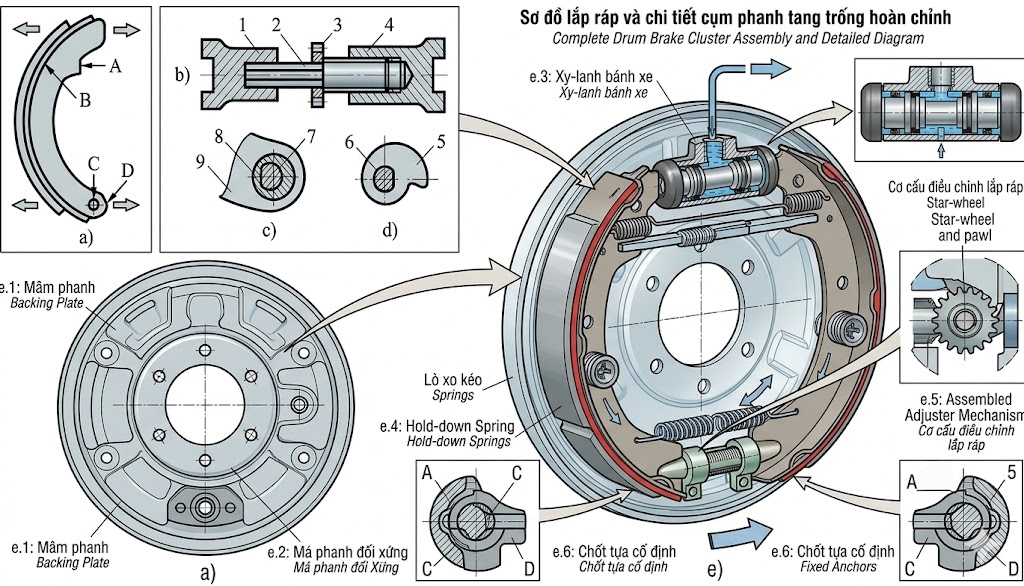 Sơ đồ lắp ráp và chi tiết cụm phanh tang trống hoàn chỉnh
Complete Drum Brake Cluster Assembly and Detailed Diagram
A
B
C
D
a)
b)
1
2
3
4
8
7
9
c)
6
5
d)
e.3: Xy-lanh bánh xe
Xy-lanh bánh xe
Cơ cấu điều chỉnh lắp ráp
Star-wheel
Star-wheel
and pawl
e.1: Mâm phanh
Backing Plate
Lò xo kéo
Springs
e.4: Hold-down Spring
Hold-down Springs
e.5: Assembled
Adjuster Mechanism
Cơ cấu điều chỉnh
lắp ráp
e.1: Mâm phanh
Backing Plate
e.2: Má phanh đối xứng
Má phanh đối Xứng
a)
A
C
C
D
e.6: Chốt tựa cố định
Chốt tựa cố định
e)
e.6: Chốt tựa cố định
Fixed Anchors
A
5
C
D